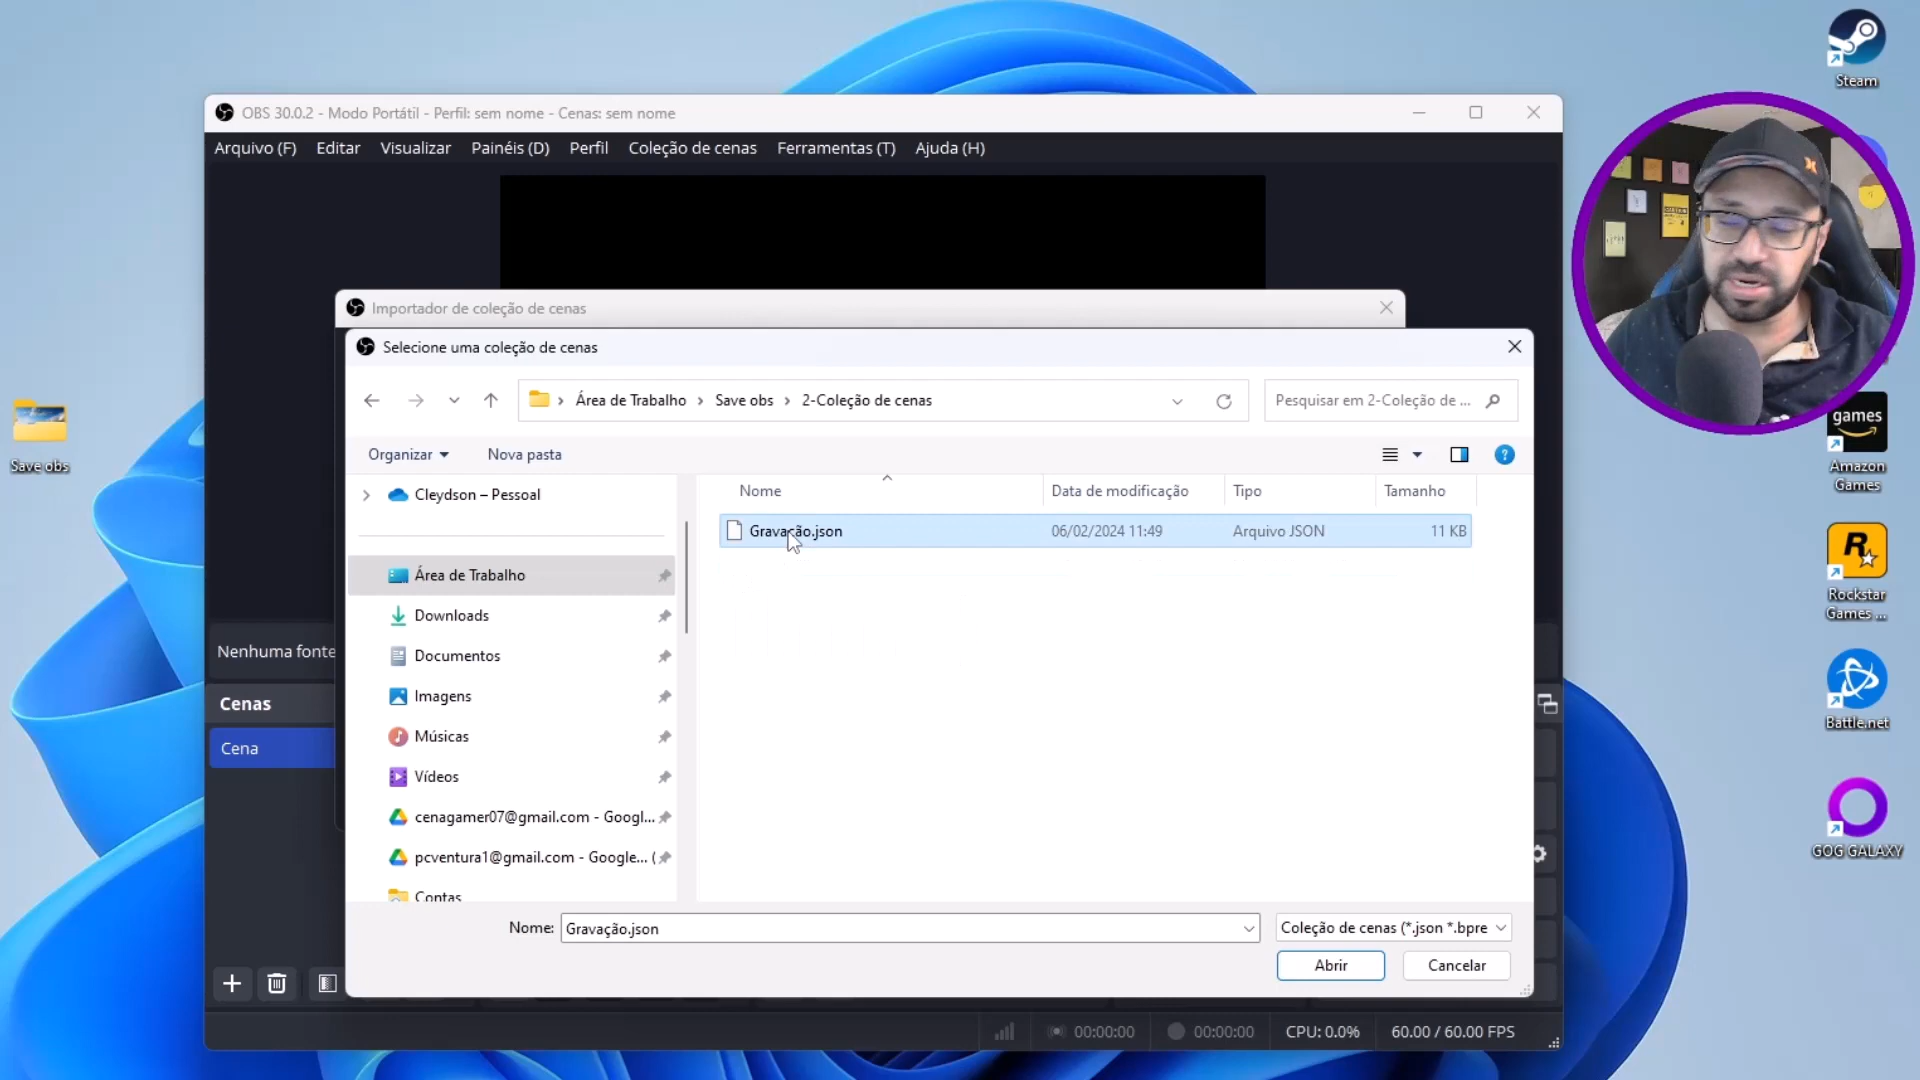 Steam
OBS 30.0.2 - Modo Portátil - Perfil: sem nome - Cenas: sem nome
Arquivo (F) Editar Visualizar Painéis (D) Perfil Coleção de cenas Ferramentas (T) Ajuda (H)
Importador de coleção de cenas
Selecione uma coleção de cenas
Área de Trabalho > Save obs > 2-Coleção de cenas
Pesquisar em 2-Coleção de ...
Organizar Nova pasta
?
Cleydson – Pessoal
Nome Data de modificação Tipo Tamanho
Gravação.json 06/02/2024 11:49 Arquivo JSON 11 KB
Área de Trabalho
Downloads
Documentos
Imagens
Músicas
Vídeos
cenagamer07@gmail.com - Googl...
pcventura1@gmail.com - Google... (
Contas
Nome: Gravação.json
Coleção de cenas (*.json *.bpre
Abrir Cancelar
Nenhuma fonte
Cenas
Cena
00:00:00 00:00:00 CPU: 0.0% 60.00 / 60.00 FPS
Save obs
games
Amazon
Games
R
Rockstar
Games ...
Battle.net
GOG GALAXY